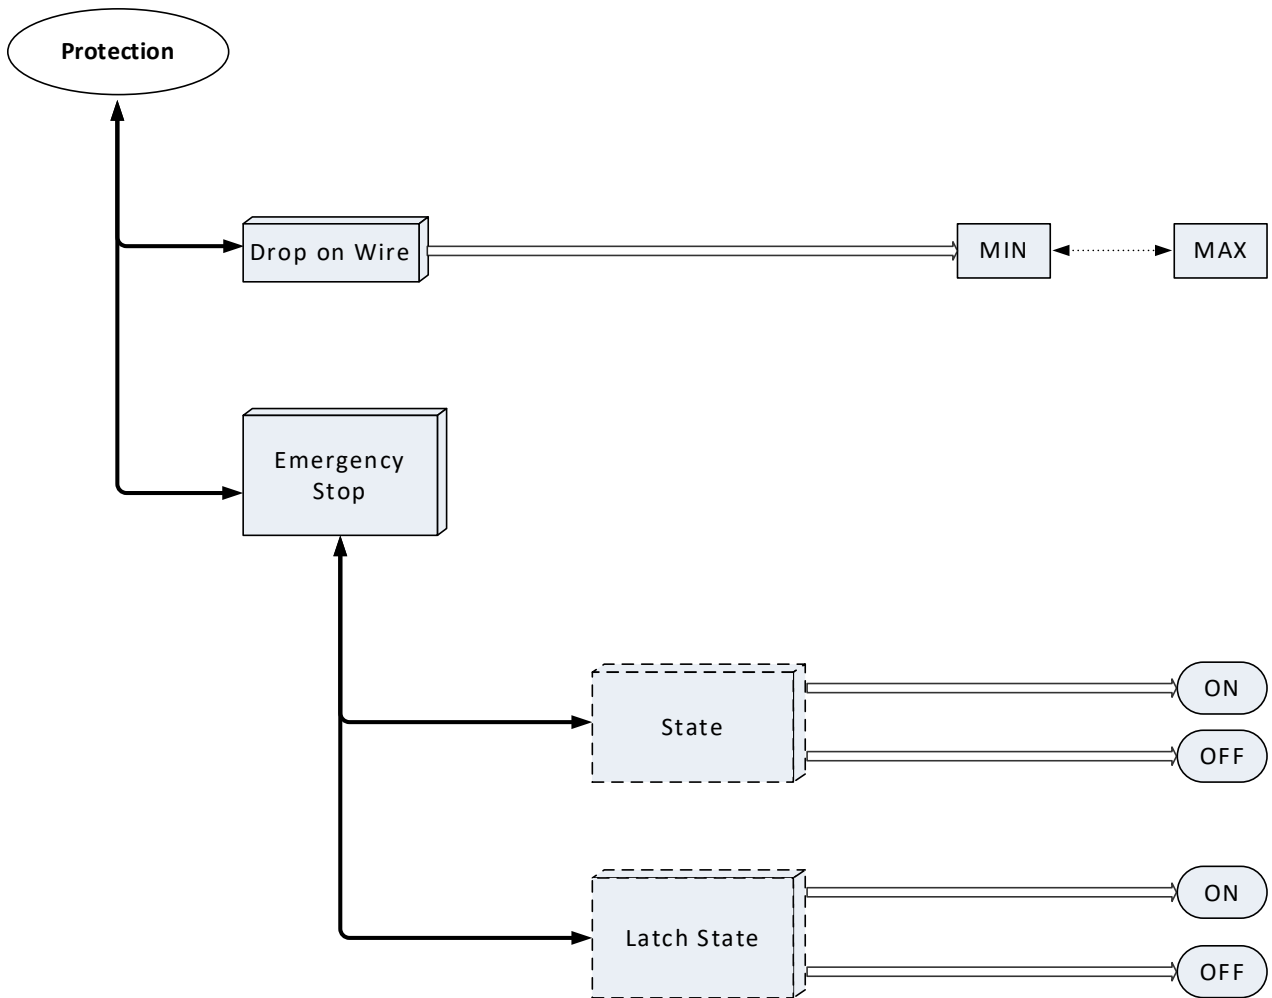 Protection
Drop on Wire
MIN
MAX
Emergency
Stop
State
ON
OFF
Latch State
ON
OFF